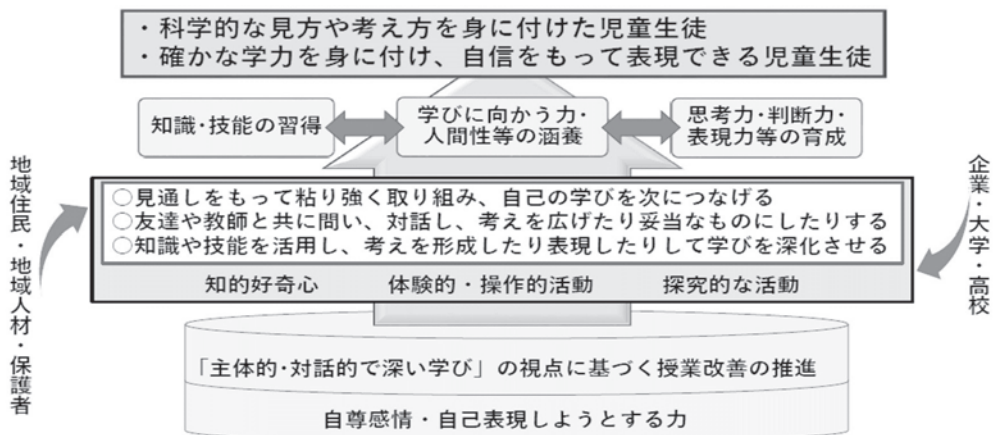 ・科学的な見方や考え方を身に付けた児童生徒
・確かな学力を身に付け、自信をもって表現できる児童生徒
知識・技能の習得
学びに向かう力・
人間性等の涵養
思考力・判断力・
表現力等の育成
地域住民・地域人材・保護者
○見通しをもって粘り強く取り組み、自己の学びを次につなげる
○友達や教師と共に問い、対話し、考えを広げたり妥当なものにしたりする
○知識や技能を活用し、考えを形成したり表現したりして学びを深化させる
知的好奇心 体験的・操作的活動 探究的な活動
企業・大学・高校
「主体的・対話的で深い学び」の視点に基づく授業改善の推進
自尊感情・自己表現しようとする力